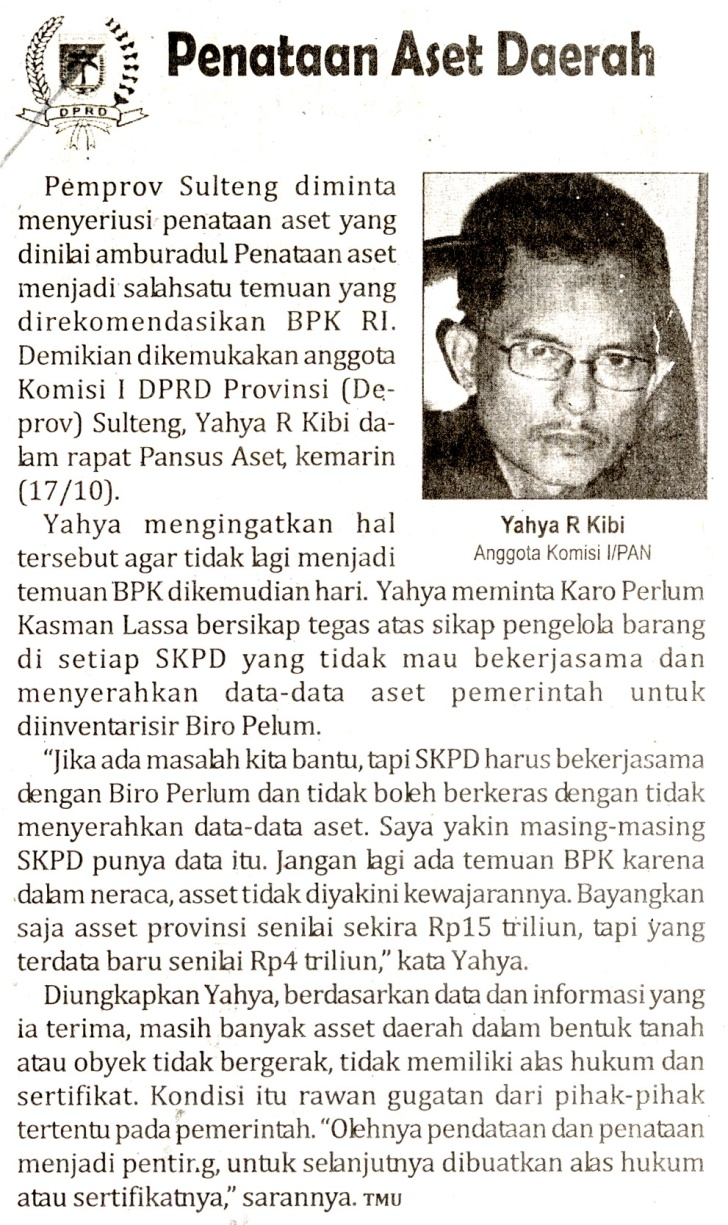 DPRD
Penataan Aset Daerah
Pemprov Sulteng diminta
menyeriusi penataan aset yang
dinilai amburadul. Penataan aset
menjadi salahsatu temuan yang
direkomendasikan BPK RI.
Demikian dikemukakan anggota
Komisi I DPRD Provinsi (De-
prov) Sulteng, Yahya R Kibi da-
lam rapat Pansus Aset, kemarin
(17/10).
Yahya mengingatkan hal
tersebut agar tidak lagi menjadi
Yahya R Kibi
Anggota Komisi I/PAN
temuan BPK dikemudian hari. Yahya meminta Karo Perlum
Kasman Lassa bersikap tegas atas sikap pengelola barang
di setiap SKPD yang tidak mau bekerjasama dan
menyerahkan data-data aset pemerintah untuk
diinventarisir Biro Pelum.
“Jika ada masalah kita bantu, tapi SKPD harus bekerjasama
dengan Biro Perlum dan tidak boleh berkeras dengan tidak
menyerahkan data-data aset. Saya yakin masing-masing
SKPD punya data itu. Jangan lagi ada temuan BPK karena
dalam neraca, asset tidak diyakini kewajarannya. Bayangkan
saja asset provinsi senilai sekira Rp15 triliun, tapi yang
terdata baru senilai Rp4 triliun,” kata Yahya.
Diungkapkan Yahya, berdasarkan data dan informasi yang
ia terima, masih banyak asset daerah dalam bentuk tanah
atau obyek tidak bergerak, tidak memiliki alas hukum dan
sertifikat. Kondisi itu rawan gugatan dari pihak-pihak
tertentu pada pemerintah. “Olehnya pendataan dan penataan
menjadi penting, untuk selanjutnya dibuatkan alas hukum
atau sertifikatnya,” sarannya. TMU